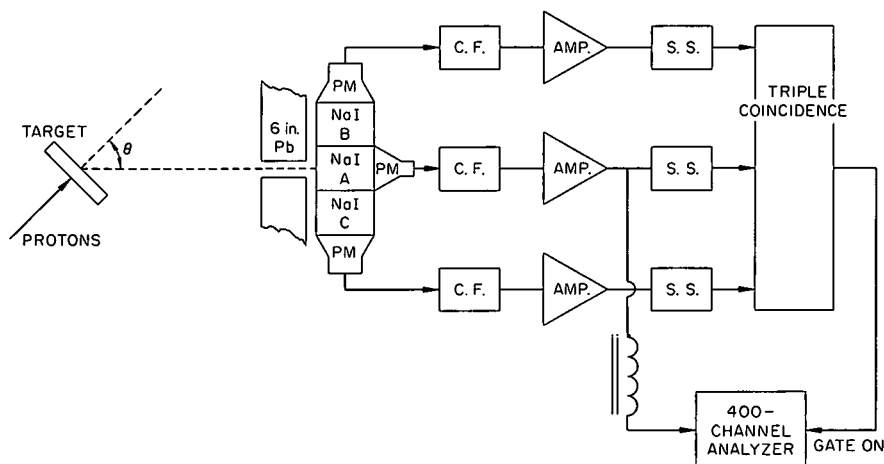 C. F.
AMP.
S. S.
PM
TRIPLE
COINCIDENCE
NaI
B
6 in.
Pb
TARGET
θ
NaI
A
PM
C. F.
AMP.
S. S.
NaI
C
PROTONS
PM
C. F.
AMP.
S. S.
400-
CHANNEL
ANALYZER
GATE ON